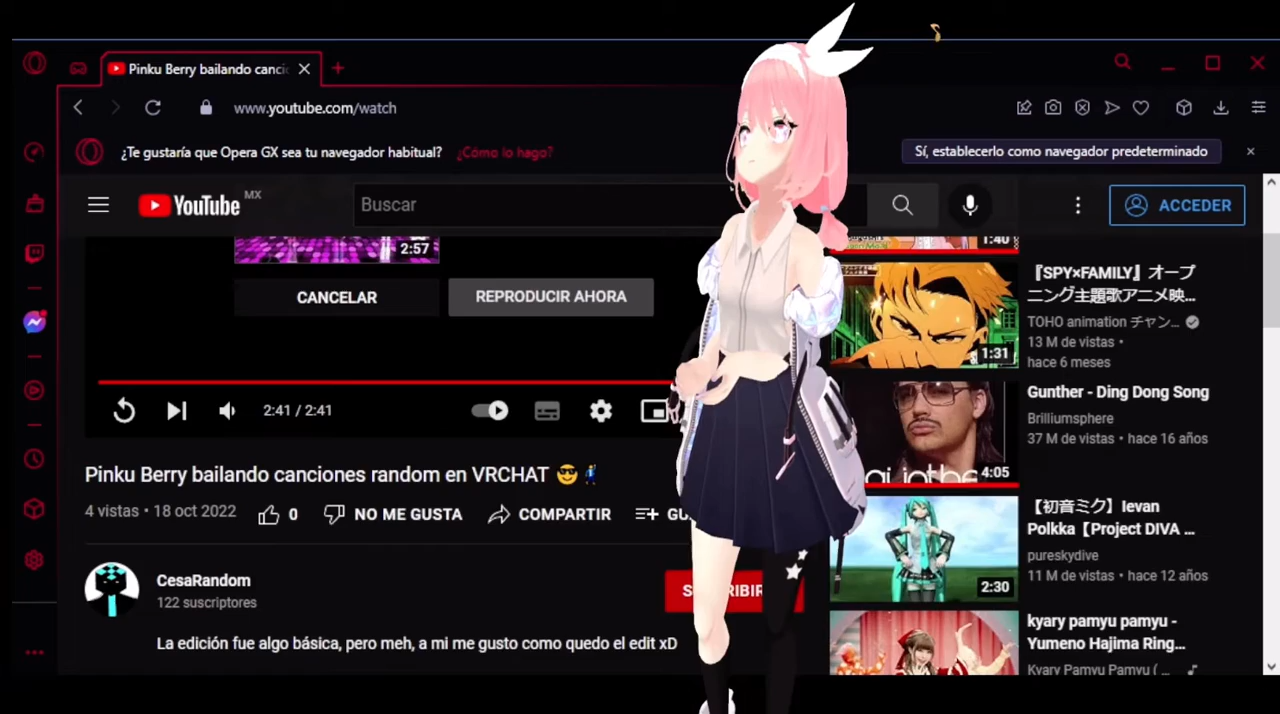 Pinku Berry bailando canci
www.youtube.com/watch
¿Te gustaría que Opera GX sea tu navegador habitual?
¿Cómo lo hago?
Sí, establecerlo como navegador predeterminado
YouTube MX
Buscar
ACCEDER
2:57
CANCELAR
REPRODUCIR AHORA
2:41 / 2:41
Pinku Berry bailando canciones random en VRCHAT 😎🕺
4 vistas • 18 oct 2022
0
NO ME GUSTA
COMPARTIR
GU
CesaRandom
122 suscriptores
S RIBIR
La edición fue algo básica, pero meh, a mi me gusto como quedo el edit xD
1:40
『SPY×FAMILY』オープ
ニング主題歌アニメ映...
TOHO animation チャン...
13 M de vistas •
hace 6 meses
1:31
Gunther - Ding Dong Song
Brilliumsphere
37 M de vistas • hace 16 años
4:05
【初音ミク】Ievan
Polkka【Project DIVA ...
pureskydive
11 M de vistas • hace 12 años
2:30
kyary pamyu pamyu -
Yumeno Hajima Ring...
Kyary Pamyu Pamyu ( ...